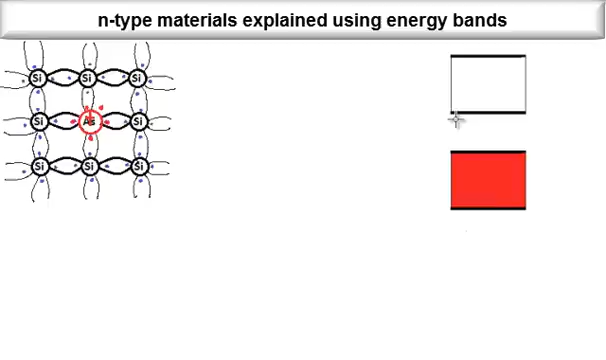 n-type materials explained using energy bands
Si Si Si
Si As Si
Si Si Si